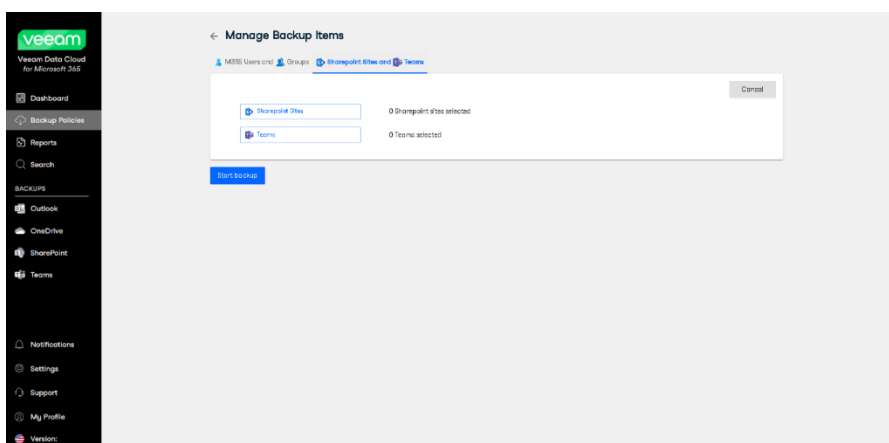 veeam
Veeam Data Cloud
for Microsoft 365
Dashboard
Backup Policies
Reports
Search
BACKUPS
Outlook
OneDrive
SharePoint
Teams
Notifications
Settings
Support
My Profile
Version:
← Manage Backup Items
M365 Users and Groups Sharepoint Sites and Teams
Cancel
Sharepoint Sites 0 Sharepoint sites selected
Teams 0 Teams selected
Start backup